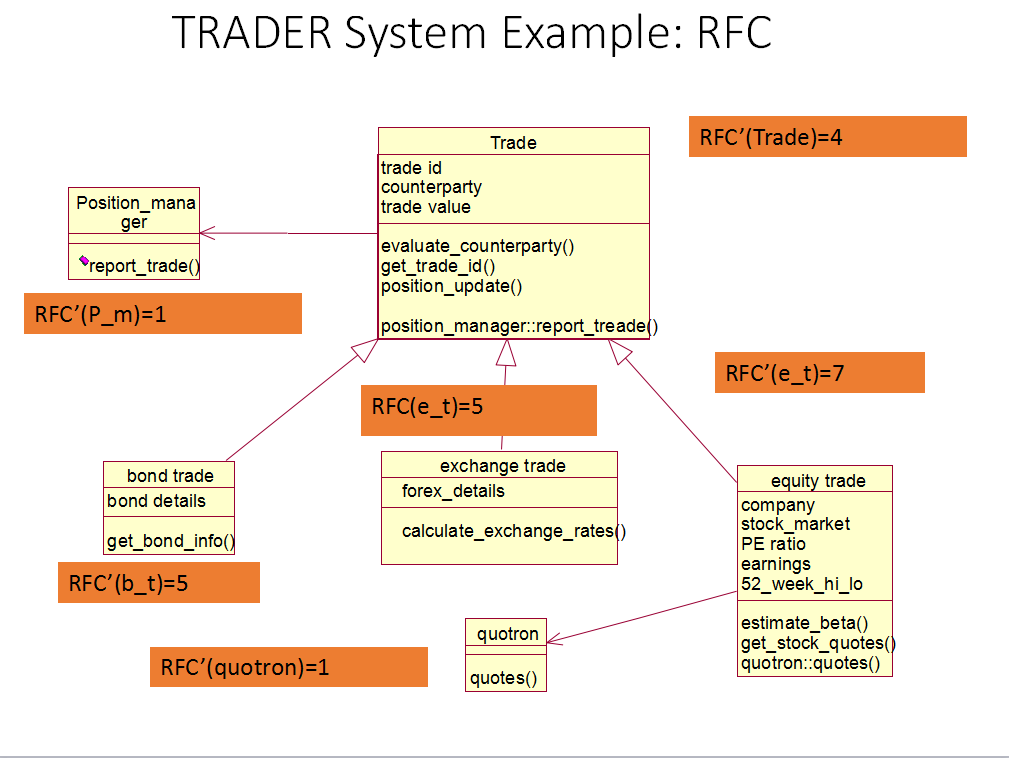 TRADER System Example: RFC
RFC’(Trade)=4
Trade
trade id
counterparty
trade value
evaluate_counterparty()
get_trade_id()
position_update()
position_manager::report_treade()
Position_mana
ger
report_trade()
RFC’(P_m)=1
RFC’(e_t)=7
RFC(e_t)=5
bond trade
bond details
get_bond_info()
RFC’(b_t)=5
exchange trade
forex_details
calculate_exchange_rates()
equity trade
company
stock_market
PE ratio
earnings
52_week_hi_lo
estimate_beta()
get_stock_quotes()
quotron::quotes()
quotron
quotes()
RFC’(quotron)=1